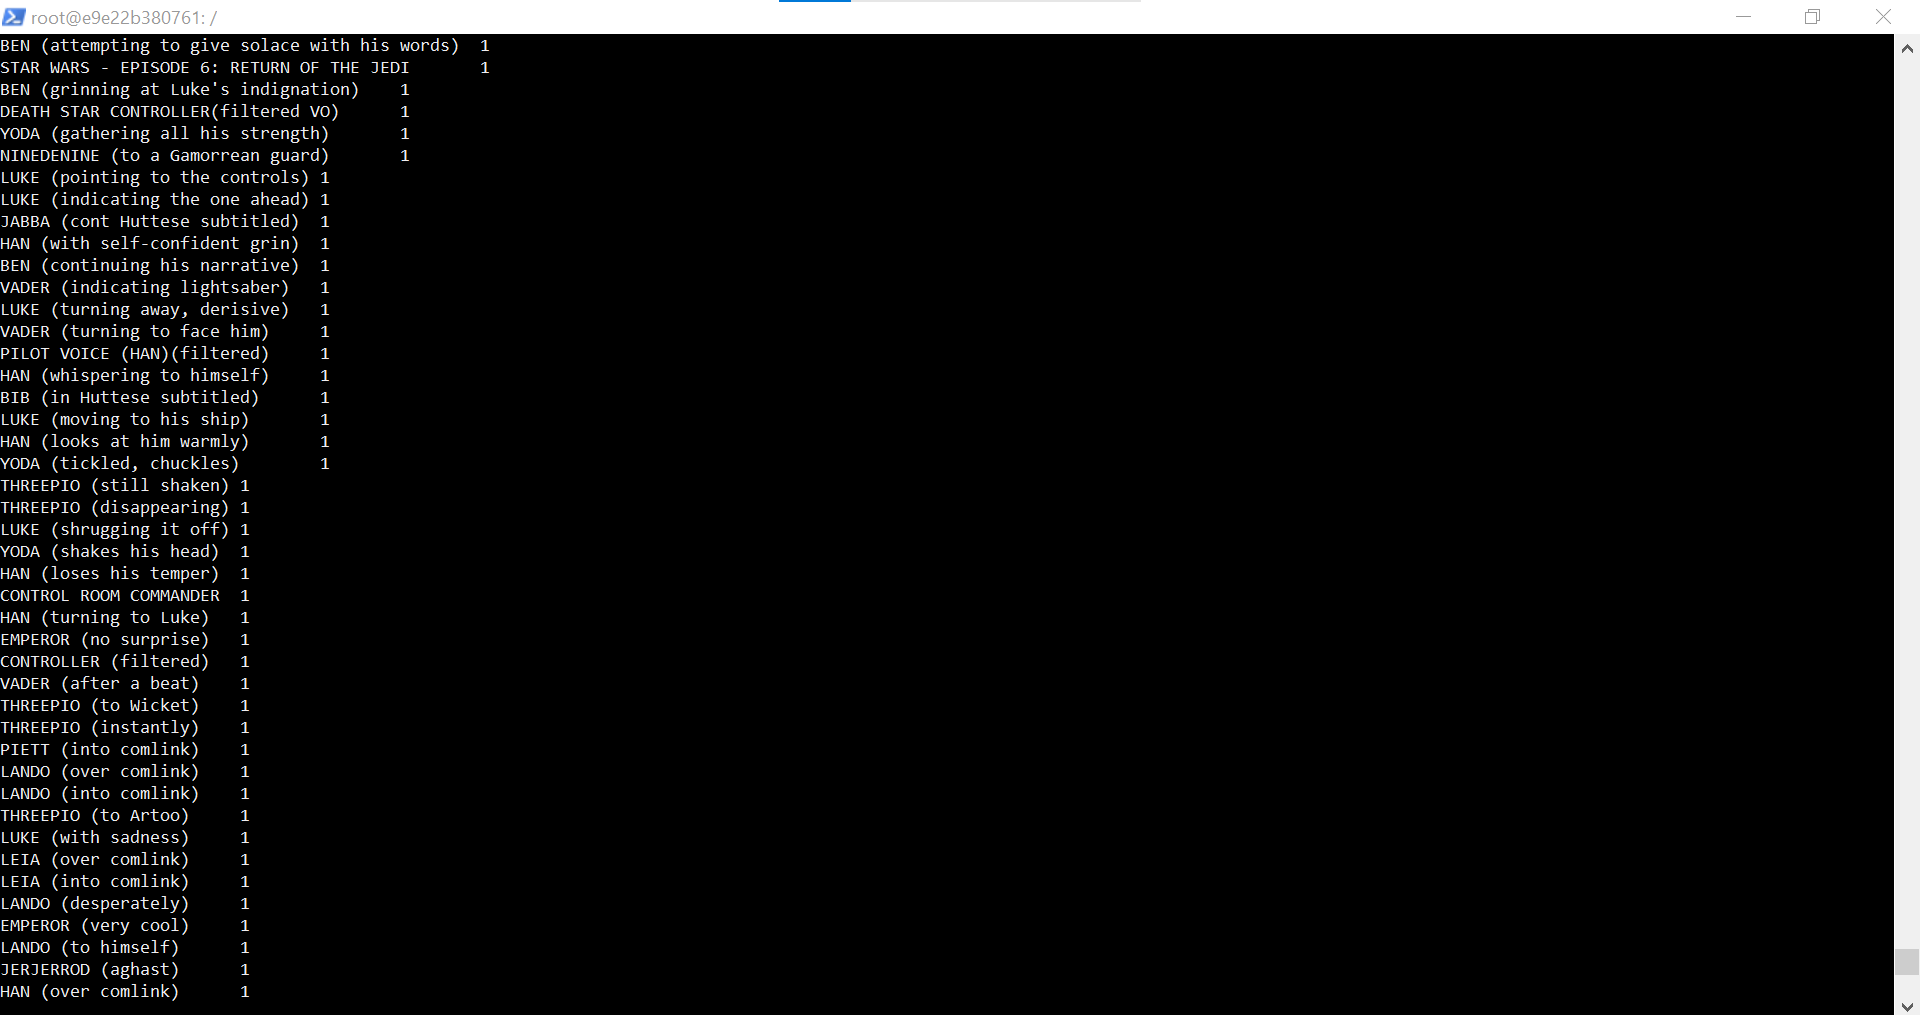 root@e9e22b380761: /
BEN (attempting to give solace with his words)  1
STAR WARS - EPISODE 6: RETURN OF THE JEDI       1
BEN (grinning at Luke's indignation)    1
DEATH STAR CONTROLLER(filtered VO)      1
YODA (gathering all his strength)       1
NINEDENINE (to a Gamorrean guard)       1
LUKE (pointing to the controls) 1
LUKE (indicating the one ahead) 1
JABBA (cont Huttese subtitled)  1
HAN (with self-confident grin)  1
BEN (continuing his narrative)  1
VADER (indicating lightsaber)   1
LUKE (turning away, derisive)   1
VADER (turning to face him)     1
PILOT VOICE (HAN)(filtered)     1
HAN (whispering to himself)     1
BIB (in Huttese subtitled)      1
LUKE (moving to his ship)       1
HAN (looks at him warmly)       1
YODA (tickled, chuckles)        1
THREEPIO (still shaken) 1
THREEPIO (disappearing) 1
LUKE (shrugging it off) 1
YODA (shakes his head)  1
HAN (loses his temper)  1
CONTROL ROOM COMMANDER  1
HAN (turning to Luke)   1
EMPEROR (no surprise)   1
CONTROLLER (filtered)   1
VADER (after a beat)    1
THREEPIO (to Wicket)    1
THREEPIO (instantly)    1
PIETT (into comlink)    1
LANDO (over comlink)    1
LANDO (into comlink)    1
THREEPIO (to Artoo)     1
LUKE (with sadness)     1
LEIA (over comlink)     1
LEIA (into comlink)     1
LANDO (desperately)     1
EMPEROR (very cool)     1
LANDO (to himself)      1
JERJERROD (aghast)      1
HAN (over comlink)      1